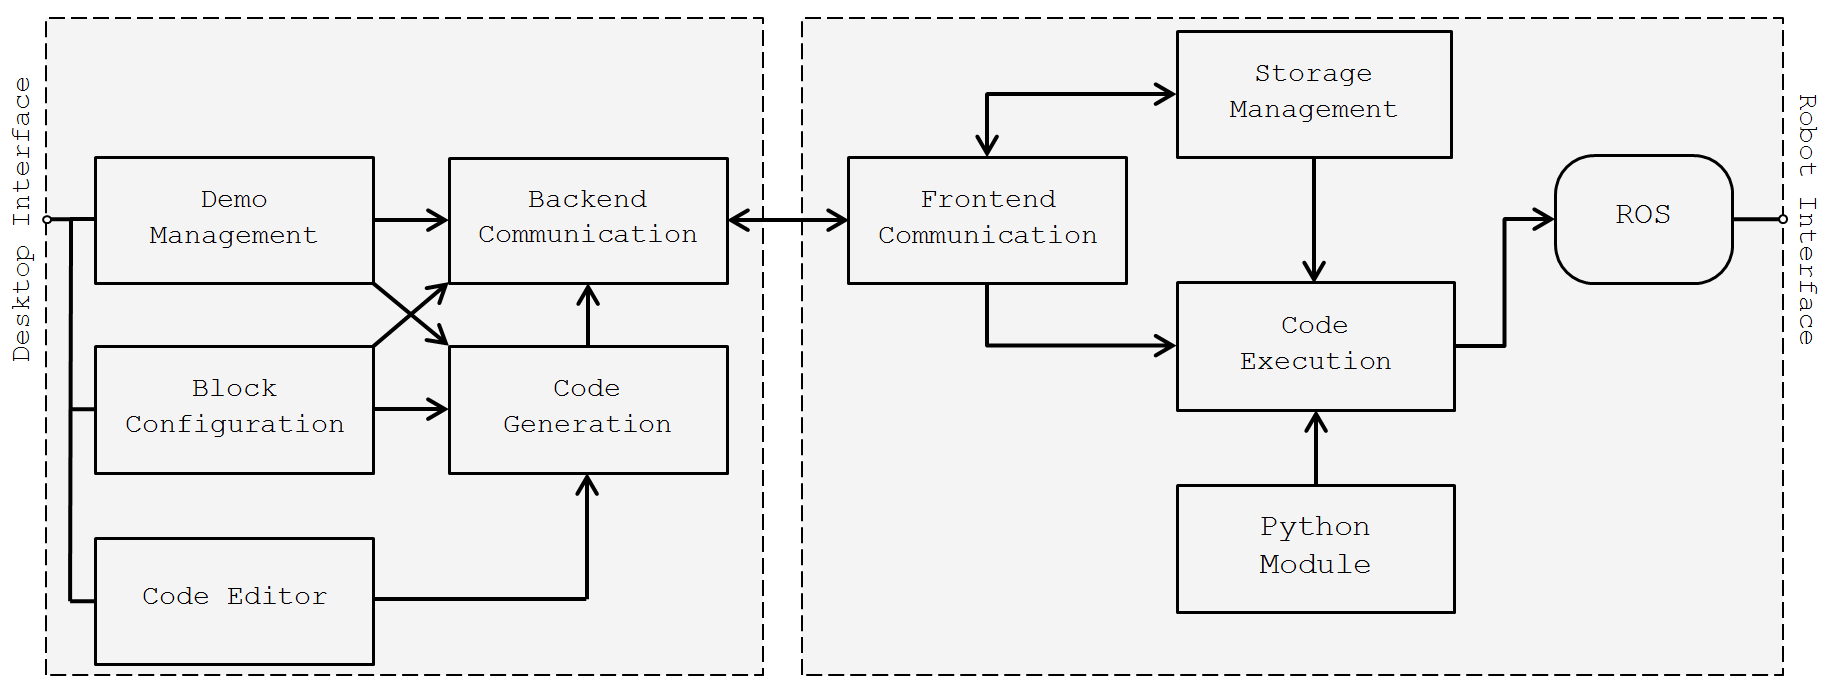 Desktop Interface
Demo
Management
Backend
Communication
Block
Configuration
Code
Generation
Code Editor
Storage
Management
Frontend
Communication
Code
Execution
Python
Module
ROS
Robot Interface